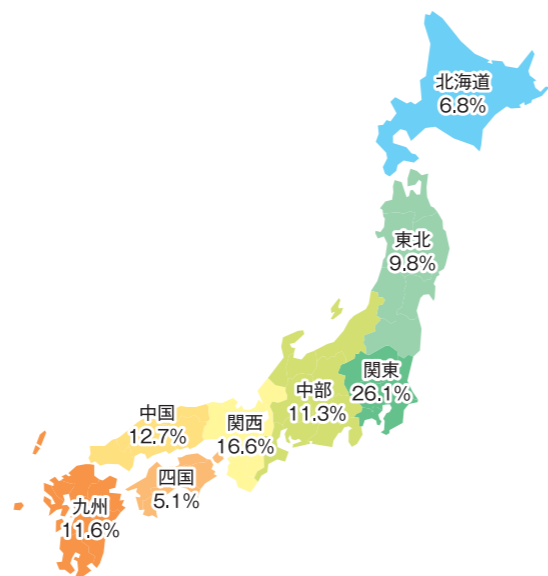 北海道
6.8%
東北
9.8%
関東
26.1%
中部
11.3%
関西
16.6%
中国
12.7%
四国
5.1%
九州
11.6%